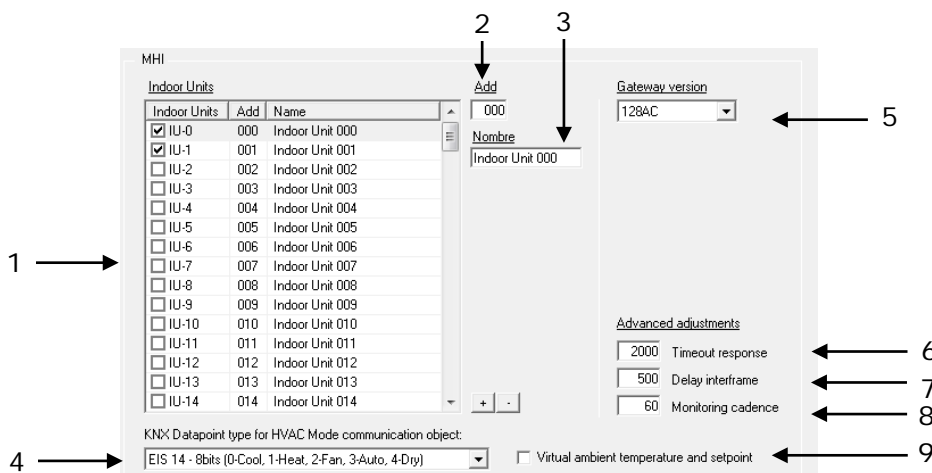 2 3
MHI
Indoor Units Add Gateway version
Indoor Units Add Name 000 128AC 5
IU-0 000 Indoor Unit 000 Nombre
IU-1 001 Indoor Unit 001 Indoor Unit 000
IU-2 002 Indoor Unit 002
IU-3 003 Indoor Unit 003
IU-4 004 Indoor Unit 004
IU-5 005 Indoor Unit 005
IU-6 006 Indoor Unit 006
1 IU-7 007 Indoor Unit 007
IU-8 008 Indoor Unit 008
IU-9 009 Indoor Unit 009
IU-10 010 Indoor Unit 010 Advanced adjustments
IU-11 011 Indoor Unit 011 2000 Timeout response 6
IU-12 012 Indoor Unit 012
IU-13 013 Indoor Unit 013 500 Delay interframe 7
IU-14 014 Indoor Unit 014 + - 60 Monitoring cadence 8
KNX Datapoint type for HVAC Mode communication object:
4 EIS 14 - 8bits (0-Cool, 1-Heat, 2-Fan, 3-Auto, 4-Dry) Virtual ambient temperature and setpoint 9